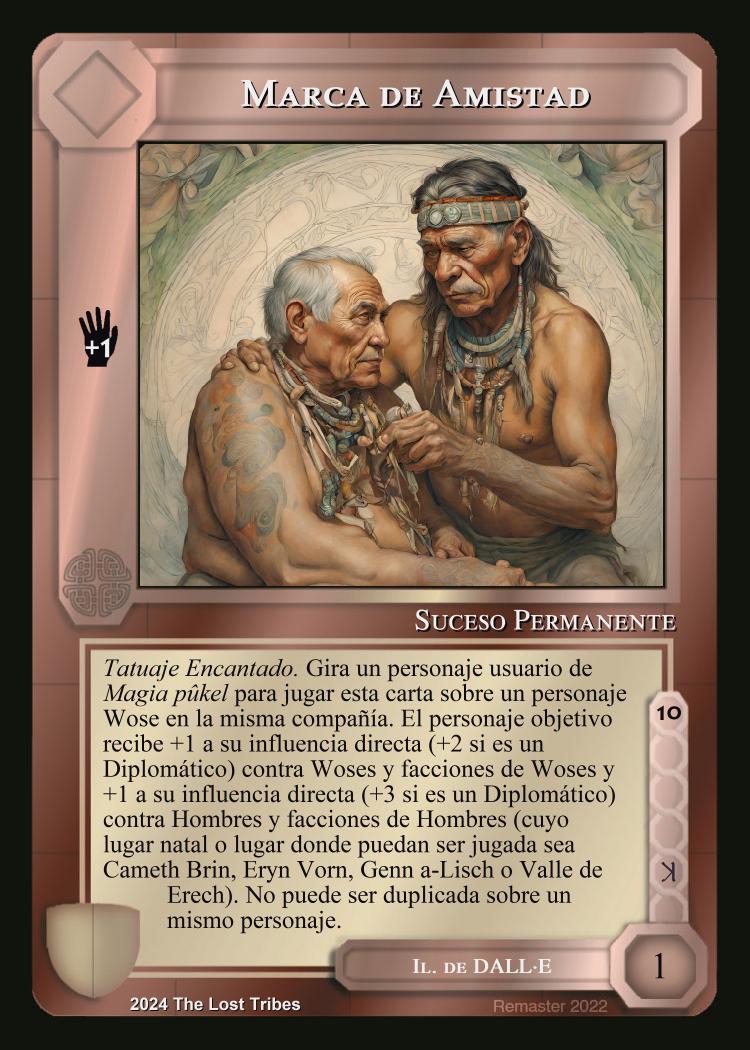 Marca de Amistad
+1
Suceso Permanente
Tatuaje Encantado. Gira un personaje usuario de
Magia pûkel para jugar esta carta sobre un personaje
Wose en la misma compañía. El personaje objetivo
recibe +1 a su influencia directa (+2 si es un
Diplomático) contra Woses y facciones de Woses y
+1 a su influencia directa (+3 si es un Diplomático)
contra Hombres y facciones de Hombres (cuyo
lugar natal o lugar donde puedan ser jugada sea
Cameth Brin, Eryn Vorn, Genn a-Lisch o Valle de
Erech). No puede ser duplicada sobre un
mismo personaje.
10
Il. de DALL·E
1
2024 The Lost Tribes
Remaster 2022